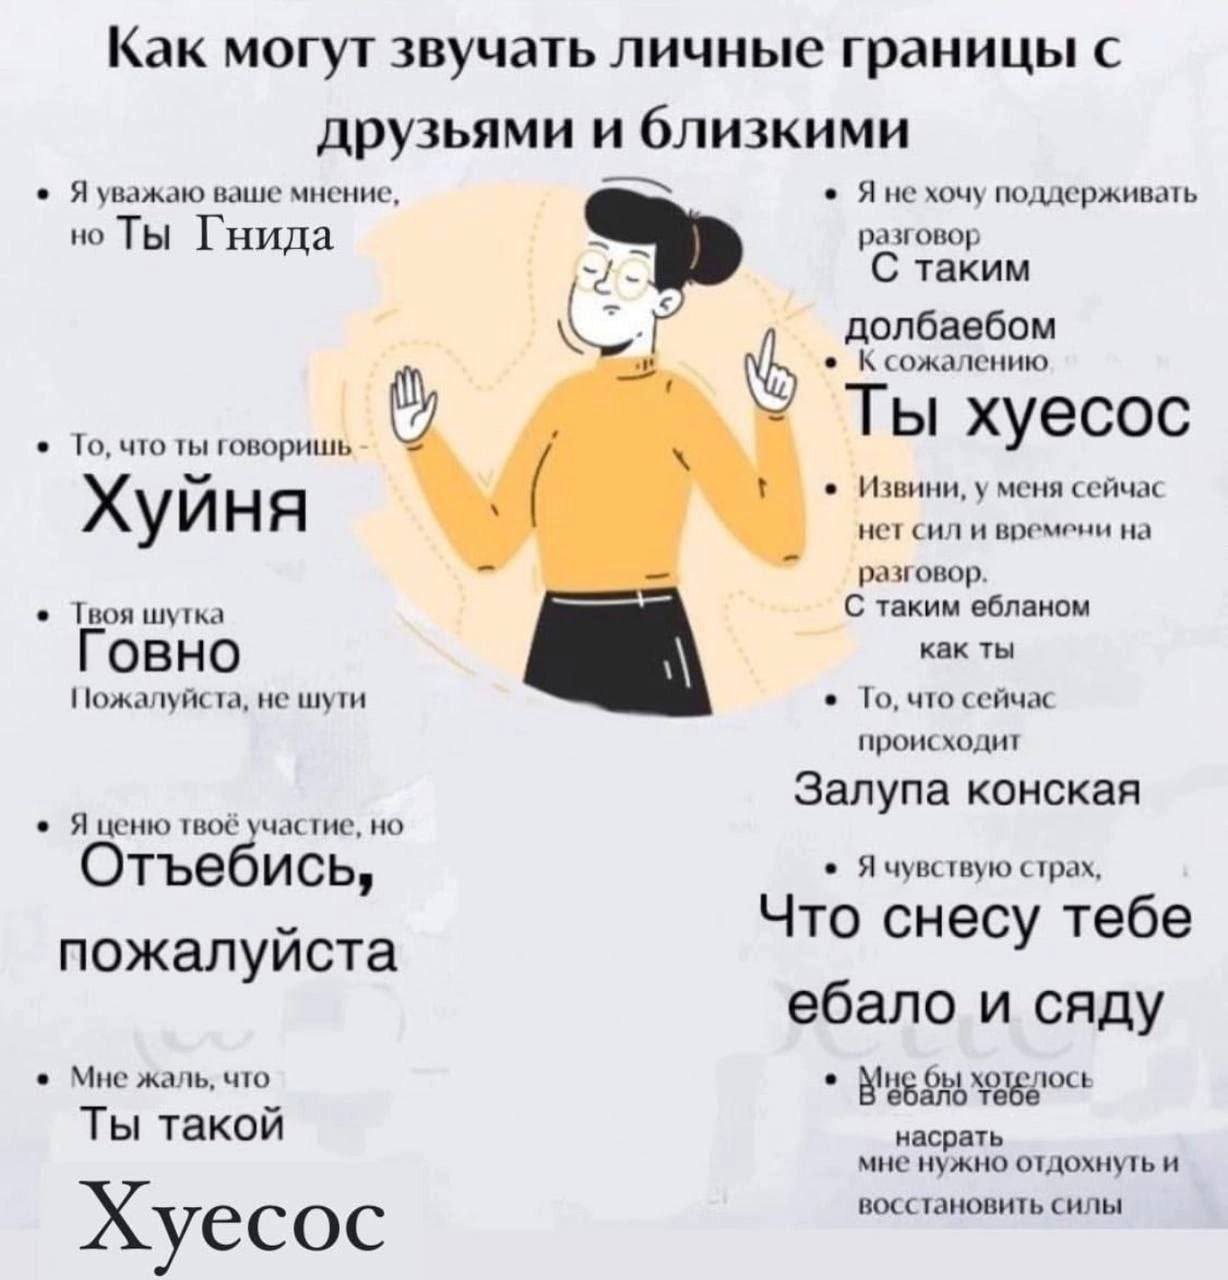 Как могут звучать личные границы с
друзьями и близкими
• Я уважаю ваше мнение,
но Ты Гнида
• То, что ты говоришь -
Хуйня
• Твоя шутка
Говно
Пожалуйста, не шути
• Я ценю твоё участие, но
Отъебись,
пожалуйста
• Мне жаль, что
Ты такой
Хуесос
• Я не хочу поддерживать
разговор
С таким
долбаебом
• К сожалению
Ты хуесос
• Извини, у меня сейчас
нет сил и времени на
разговор.
С таким ебланом
как ты
• То, что сейчас
происходит
Залупа конская
• Я чувствую страх,
Что снесу тебе
ебало и сяду
• Мне бы хотелось
В ебало тебе
насрать
мне нужно отдохнуть и
восстановить силы